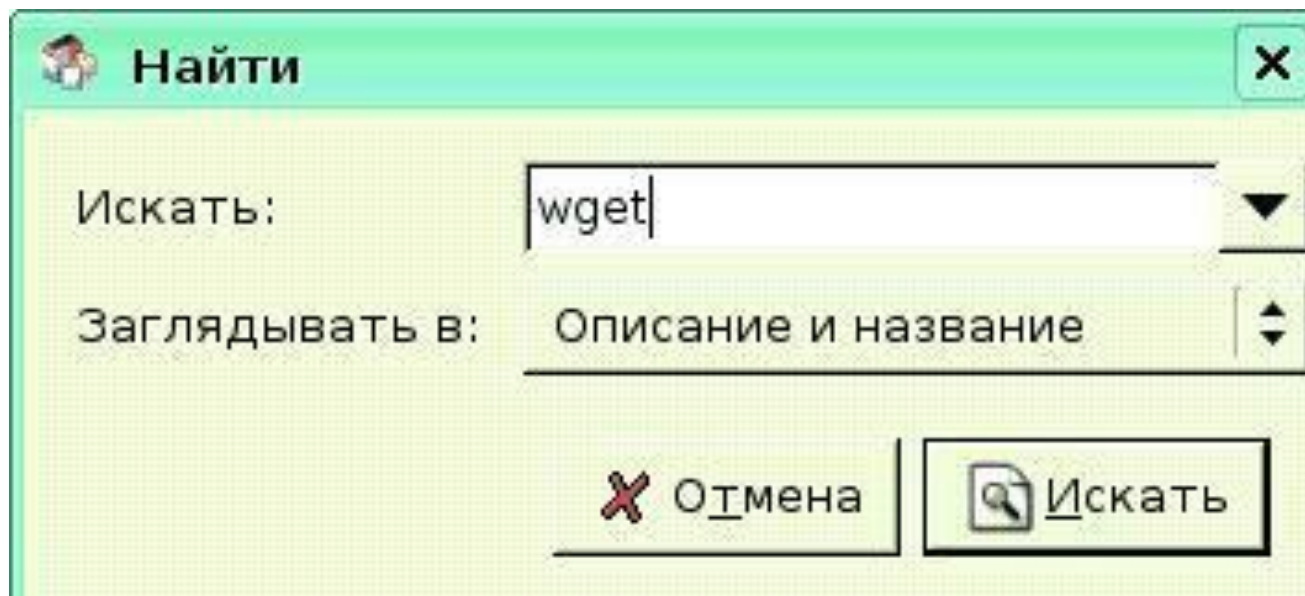 Найти
Искать: wget
Заглядывать в: Описание и название
Отмена Искать